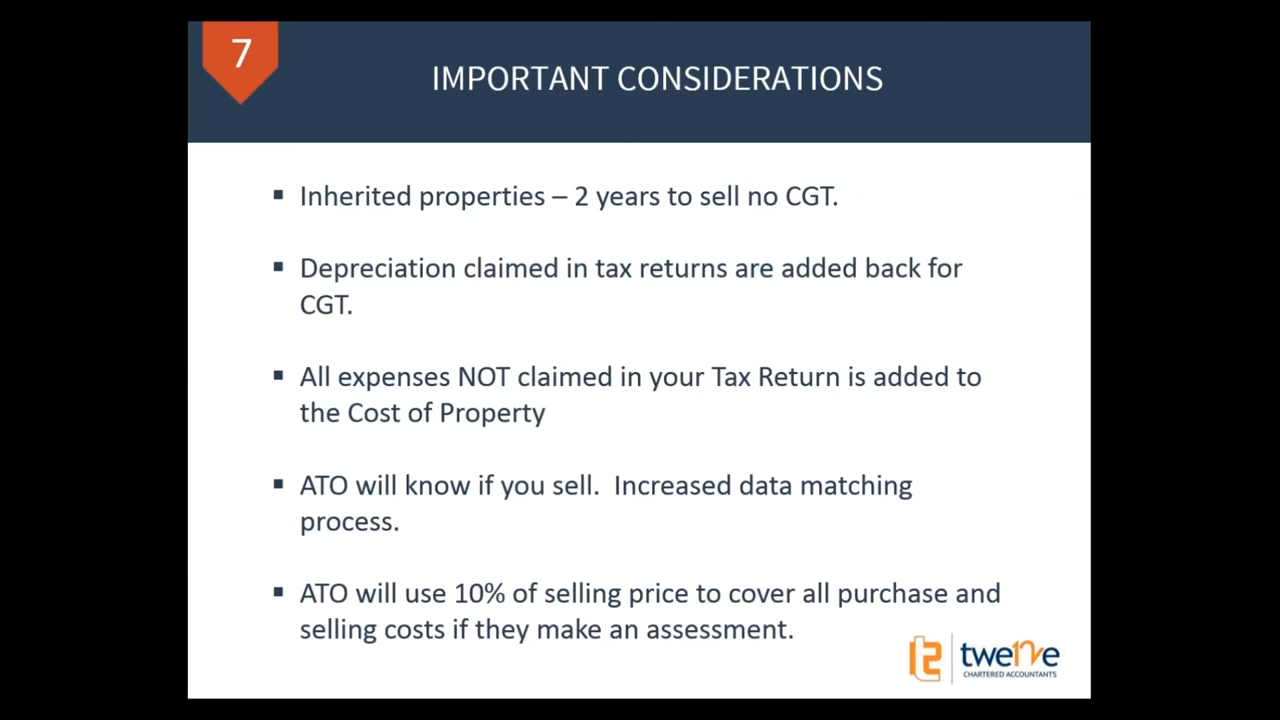 7
IMPORTANT CONSIDERATIONS
▪ Inherited properties – 2 years to sell no CGT.
▪ Depreciation claimed in tax returns are added back for
CGT.
▪ All expenses NOT claimed in your Tax Return is added to
the Cost of Property
▪ ATO will know if you sell.  Increased data matching
process.
▪ ATO will use 10% of selling price to cover all purchase and
selling costs if they make an assessment.
twe12ve
CHARTERED ACCOUNTANTS